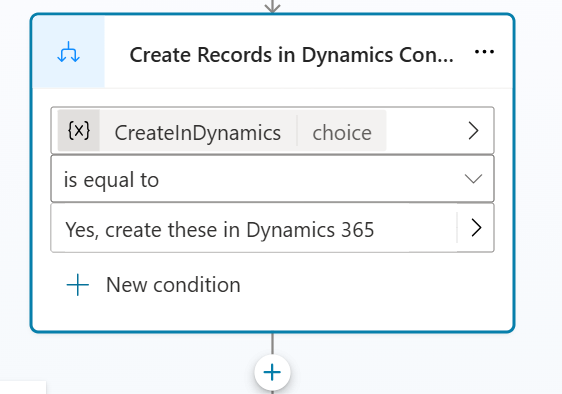 Create Records in Dynamics Con...
{x} CreateInDynamics choice
is equal to
Yes, create these in Dynamics 365
New condition